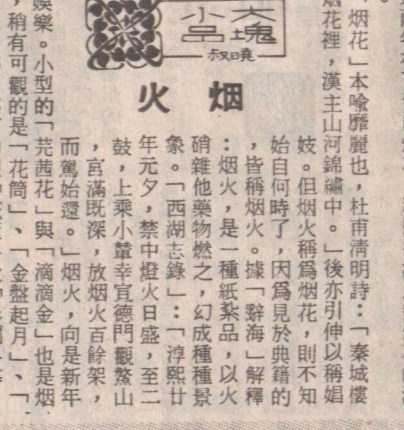 大塊
小品
曉叔
烟火
「烟花」本喻靡麗也，杜甫清明詩：「秦城樓
烟花裡，漢主山河錦繡中。」後亦引伸以稱娼
妓。但烟火稱爲烟花，則不知
始自何時了，因爲見於典籍的
，皆稱烟火。據「辭海」解釋
：烟火，是一種紙紮品，以火
硝雜他藥物燃之，幻成種種景
象。「西湖志錄」：「淳熙廿
年元夕，禁中燈火日盛，至二
鼓，上乘小輦幸宣德門觀鰲山
，宮滿既深，放烟火百餘架，
而駕始還。」烟火，向是新年
娛樂。小型的「芫茜花」與「滴滴金」也是烟
，稍有可觀的是「花筒」、「金盤起月」、「